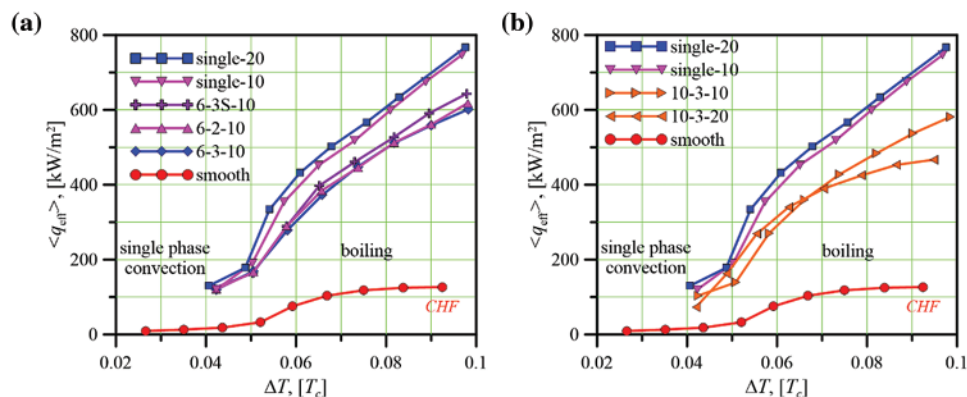 (a)
800
600
400
200
0
<q_eff>, [kW/m²]
single-20
single-10
6-3S-10
6-2-10
6-3-10
smooth
single phase
convection
boiling
CHF
0.02 0.04 0.06 0.08 0.1
ΔT, [T_c]
(b)
800
600
400
200
0
<q_eff>, [kW/m²]
single-20
single-10
10-3-10
10-3-20
smooth
single phase
convection
boiling
CHF
0.02 0.04 0.06 0.08 0.1
ΔT, [T_c]